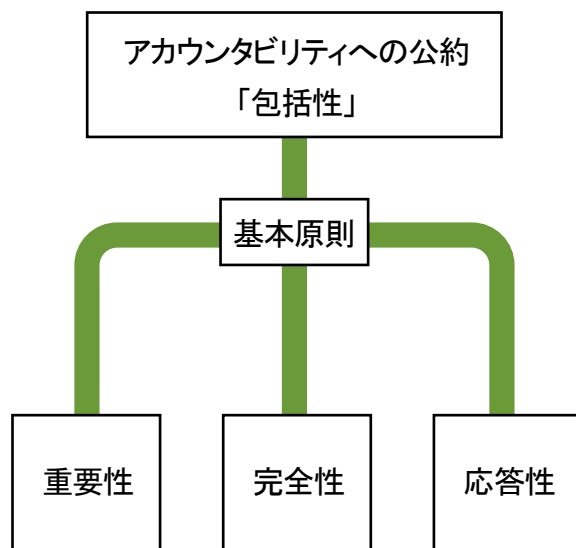 アカウンタビリティへの公約
「包括性」
基本原則
重要性
完全性
応答性